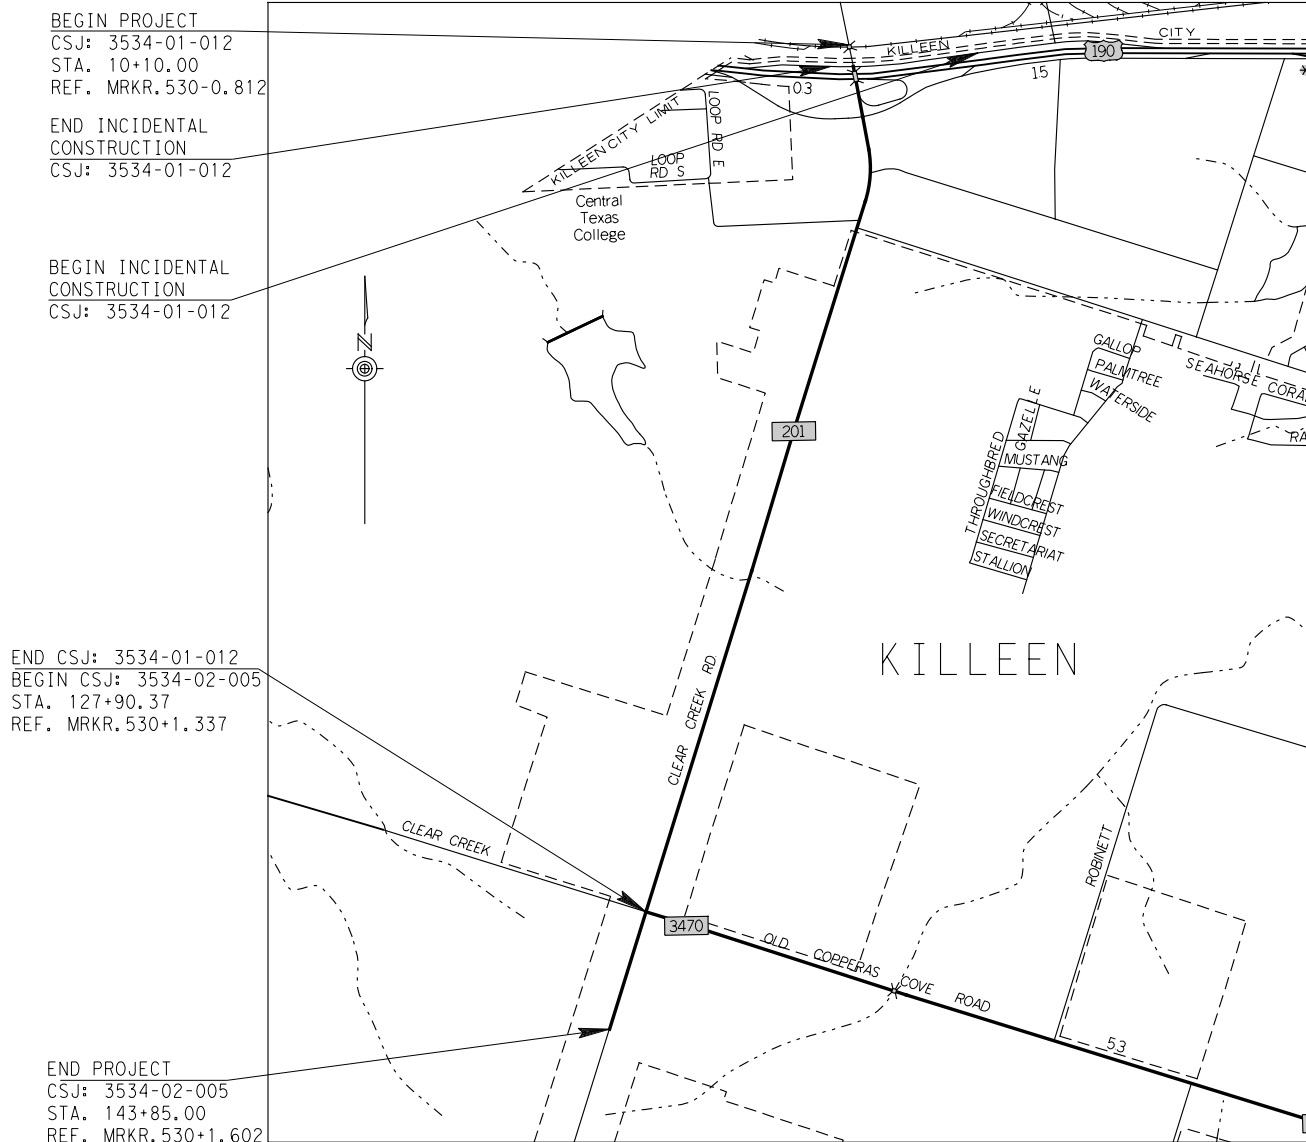 BEGIN PROJECT
CSJ: 3534-01-012
STA. 10+10.00
REF. MRKR.530-0.812
END INCIDENTAL
CONSTRUCTION
CSJ: 3534-01-012
BEGIN INCIDENTAL
CONSTRUCTION
CSJ: 3534-01-012
END CSJ: 3534-01-012
BEGIN CSJ: 3534-02-005
STA. 127+90.37
REF. MRKR.530+1.337
END PROJECT
CSJ: 3534-02-005
STA. 143+85.00
REF. MRKR.530+1.602
KILLEEN
CITY
190
15
03
KILLEEN CITY LIMIT
LOOP RD E
LOOP
RD S
Central
Texas
College
N
201
GALLOP
PALMTREE
WATERSIDE
SEAHORSE
GAZELLE
THROUGHBRED
MUSTANG
FIELDCREST
WINDCREST
SECRETARIAT
STALLION
KILLEEN
CLEAR CREEK RD.
CLEAR CREEK
3470
OLD COPPERAS COVE ROAD
ROBINETT
53